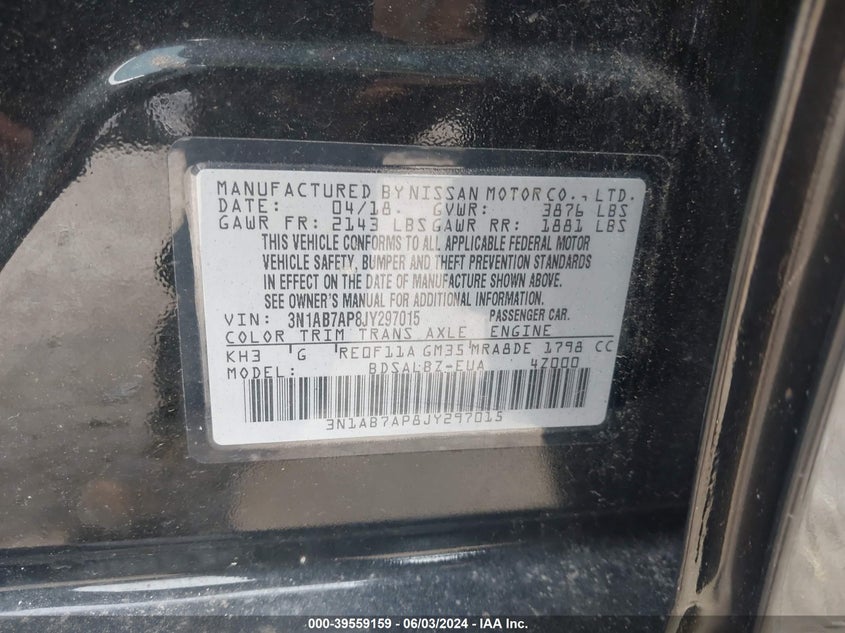 MANUFACTURED BY NISSAN MOTOR CO., LTD.
DATE: 04/18. GVWR: 3876 LBS
GAWR FR: 2143 LBS GAWR RR: 1881 LBS
THIS VEHICLE CONFORMS TO ALL APPLICABLE FEDERAL MOTOR
VEHICLE SAFETY, BUMPER AND THEFT PREVENTION STANDARDS
IN EFFECT ON THE DATE OF MANUFACTURE SHOWN ABOVE.
SEE OWNER'S MANUAL FOR ADDITIONAL INFORMATION.
VIN: 3N1AB7AP8JY297015 PASSENGER CAR.
COLOR TRIM TRANS AXLE ENGINE
KH3 G RE0F11A GM35 MRA8DE 1798 CC
MODEL: BDSALBZ-EUA 4Z000
3N1AB7AP8JY297015
000-39559159 - 06/03/2024 - IAA Inc.